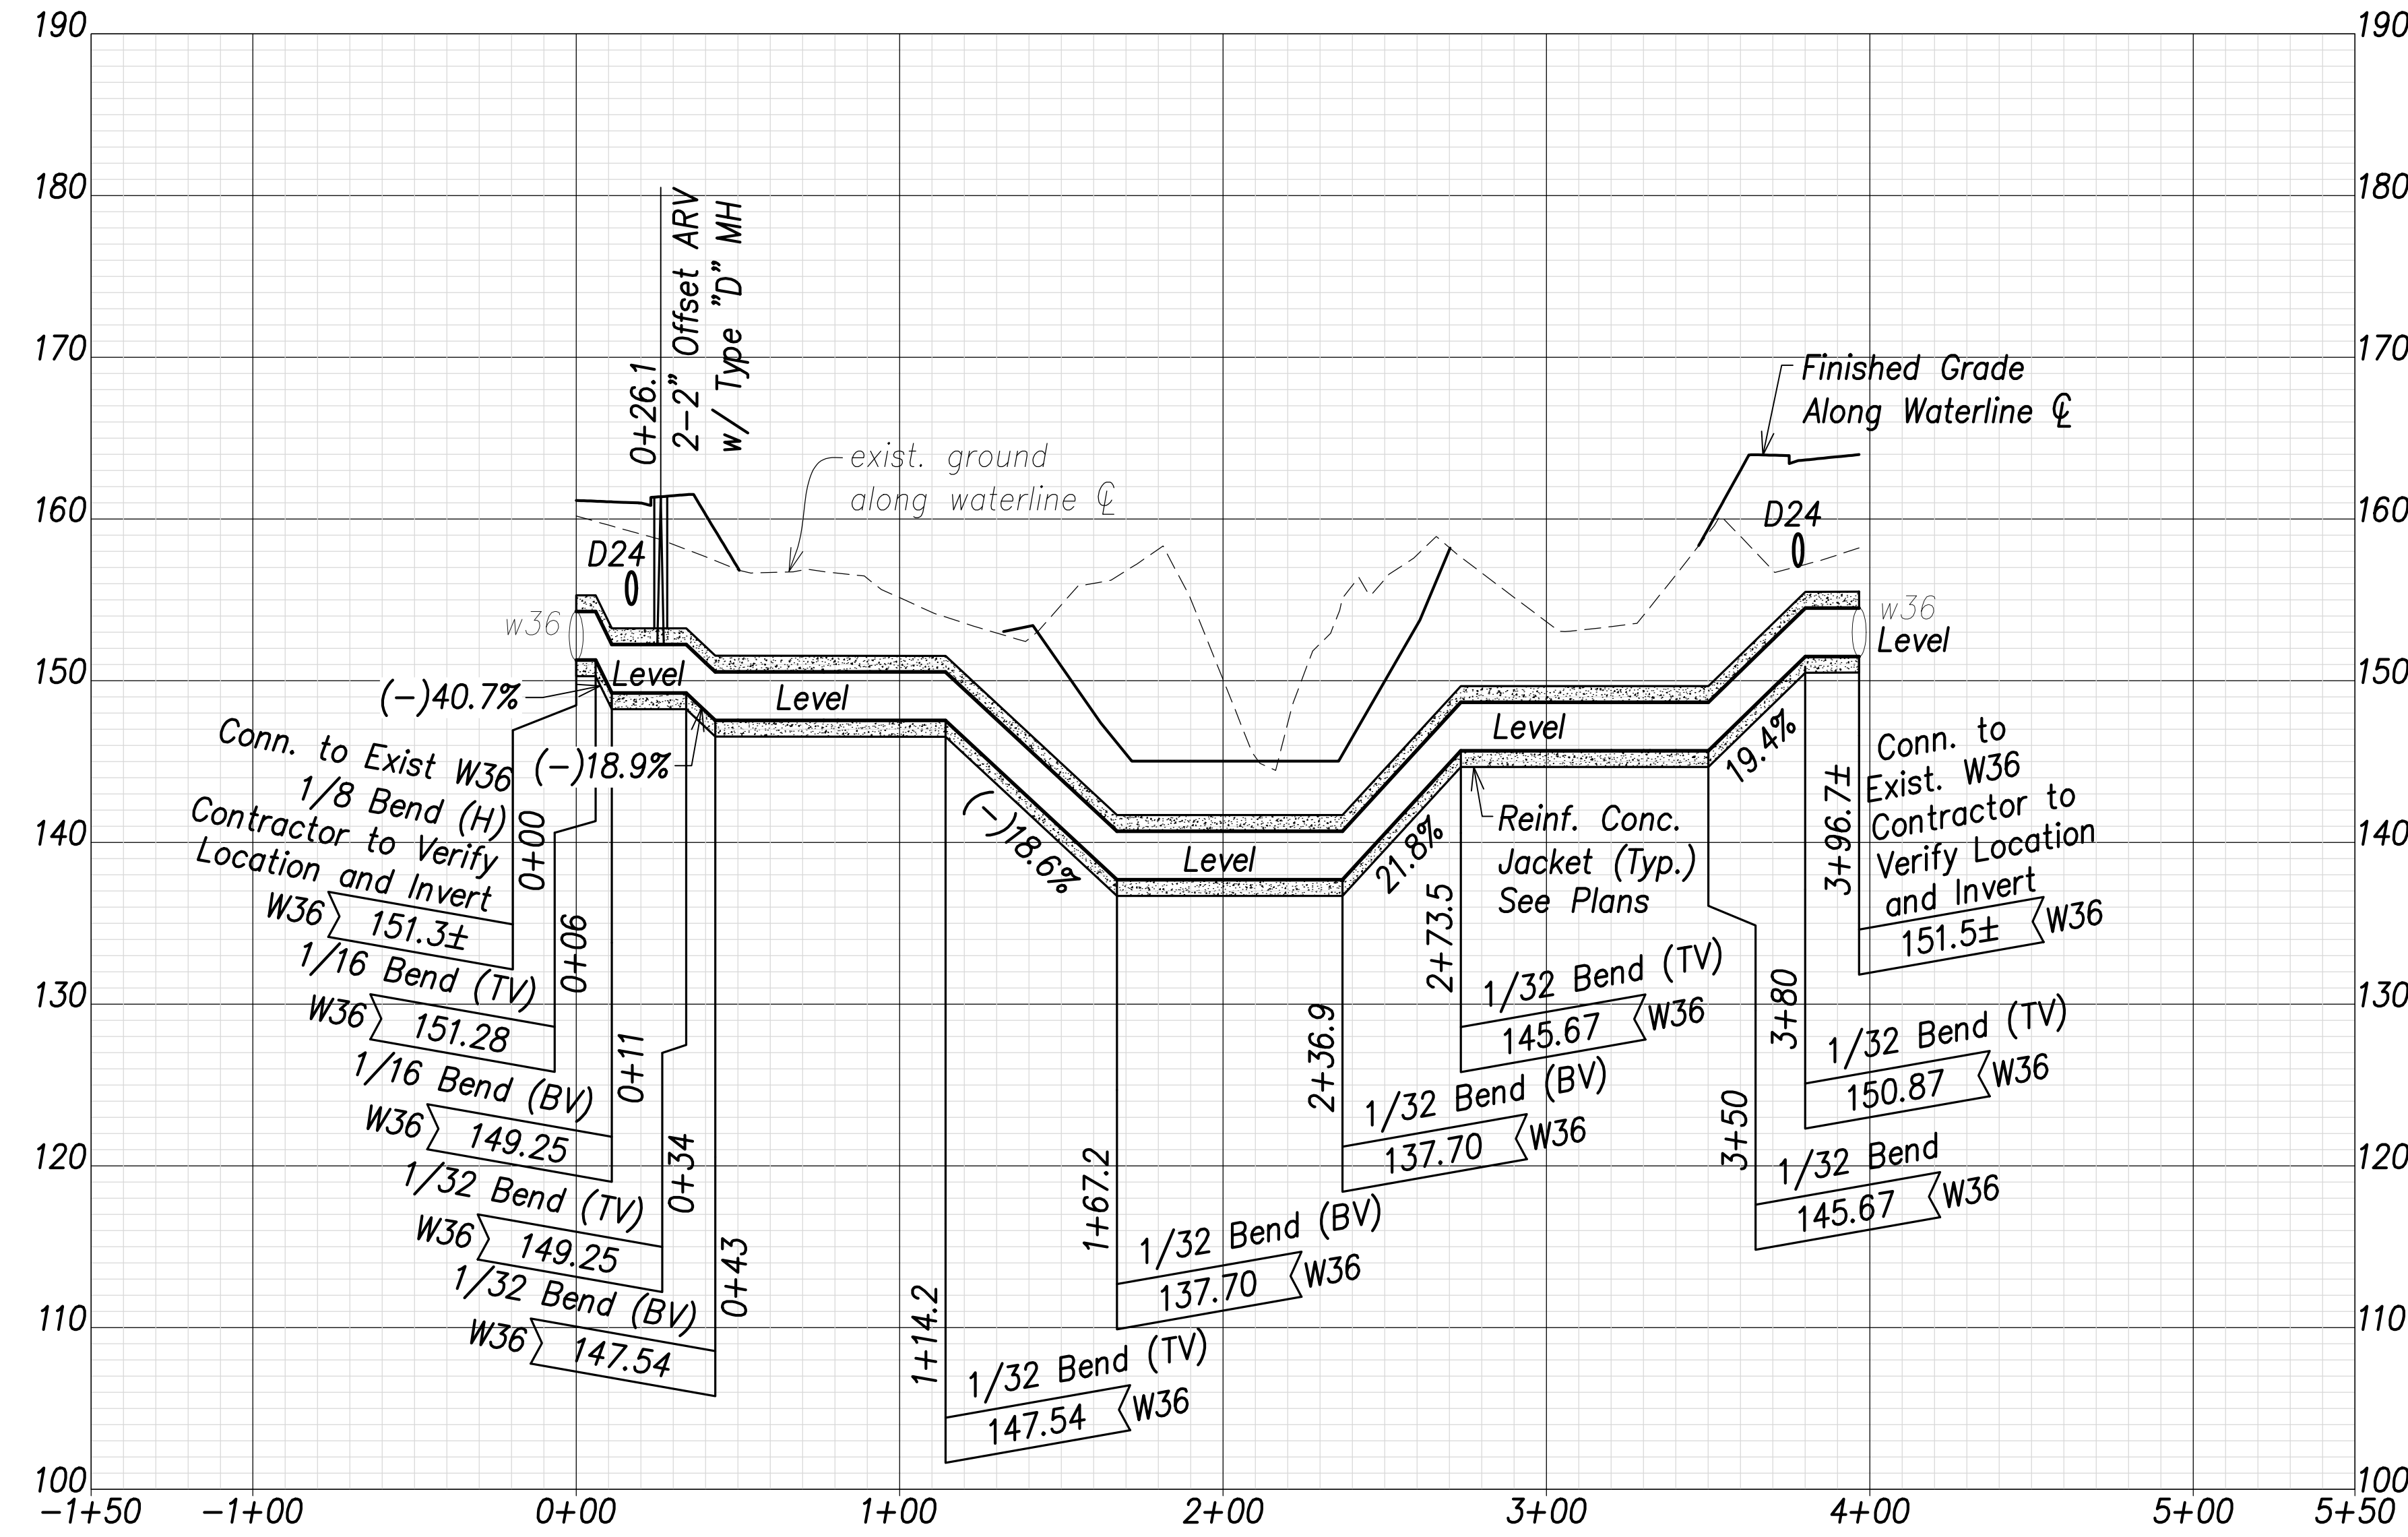 190
190
180
180
170
170
160
160
150
150
140
140
130
130
120
120
110
110
100
100
-1+50
-1+00
0+00
1+00
2+00
3+00
4+00
5+00
5+50
0+26.1
2-2" Offset ARV
w/ Type "D" MH
exist. ground
along waterline ℄
Finished Grade
Along Waterline ℄
D24
D24
w36
w36
Level
Level
Level
Level
Level
(-)40.7%
(-)18.9%
(-)18.6%
21.8%
19.4%
Reinf. Conc.
Jacket (Typ.)
See Plans
Conn. to Exist W36
1/8 Bend (H)
Contractor to Verify
Location and Invert
0+00
W36
151.3±
1/16 Bend (TV)
0+06
W36
151.28
1/16 Bend (BV)
0+11
W36
149.25
1/32 Bend (TV)
0+34
W36
149.25
1/32 Bend (BV)
0+43
W36
147.54
1+14.2
1/32 Bend (TV)
147.54
W36
1+67.2
1/32 Bend (BV)
137.70
W36
2+36.9
1/32 Bend (BV)
137.70
W36
2+73.5
1/32 Bend (TV)
145.67
W36
3+50
1/32 Bend
145.67
W36
3+80
1/32 Bend (TV)
150.87
W36
3+96.7±
Conn. to
Exist. W36
Contractor to
Verify Location
and Invert
151.5±
W36